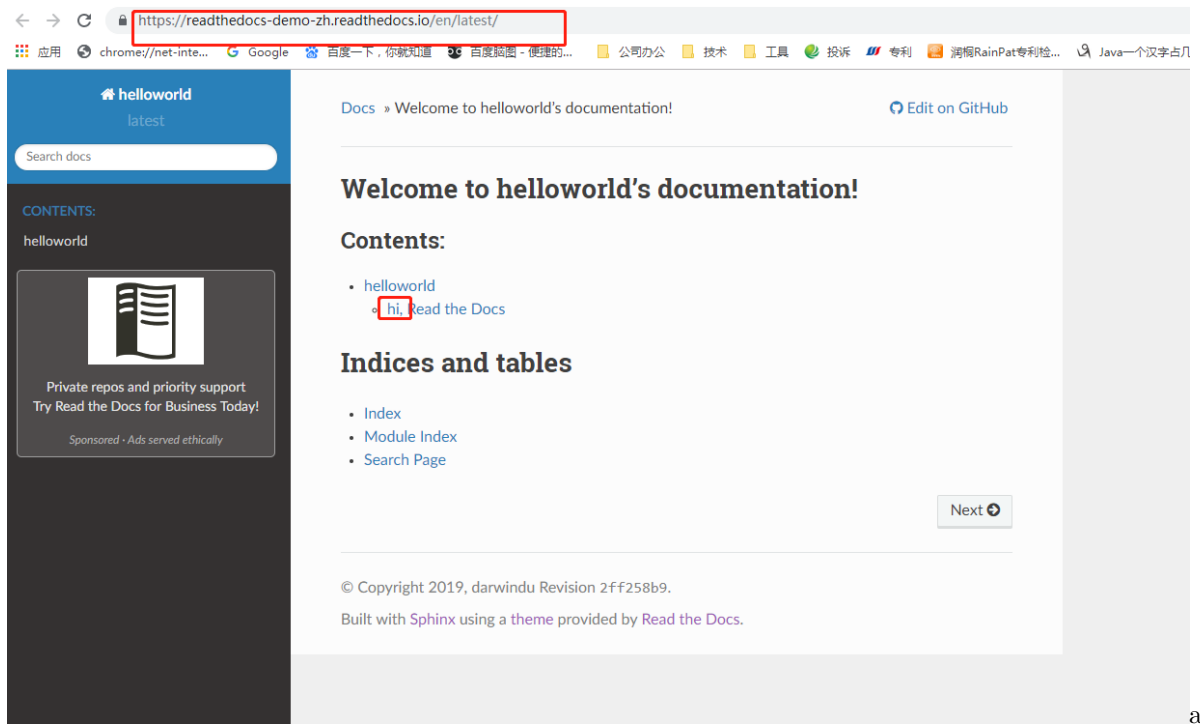 https://readthedocs-demo-zh.readthedocs.io/en/latest/
应用 chrome://net-inte... Google 百度一下，你就知道 百度脑图 - 便捷的... 公司办公 技术 工具 投诉 专利 润桐RainPat专利检... Java一个汉字占几
helloworld
latest
Search docs
CONTENTS:
helloworld
Private repos and priority support
Try Read the Docs for Business Today!
Sponsored · Ads served ethically
Docs » Welcome to helloworld's documentation!
Edit on GitHub
Welcome to helloworld's documentation!
Contents:
helloworld
hi, Read the Docs
Indices and tables
Index
Module Index
Search Page
Next
© Copyright 2019, darwindu Revision 2ff258b9.
Built with Sphinx using a theme provided by Read the Docs.
a